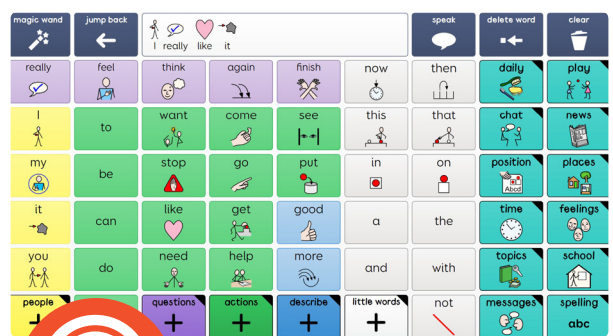 magic wand jump back speak delete word clear
I really like it
really feel think again finish now then daily play
I to want come see this that chat news
my be stop go put in on position places
Abcd
it can like get good a the time feelings
you do need help more and with topics school
people questions actions describe little words not messages spelling
+ + + + + abc